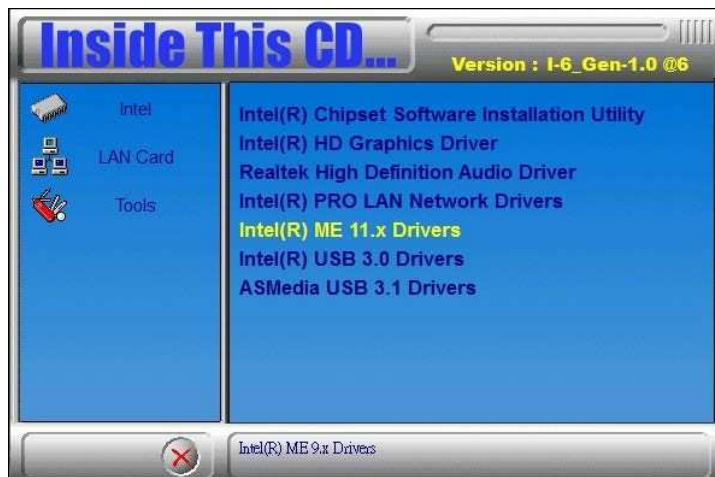 Inside This CD...
Version : I-6_Gen-1.0 @6
Intel
LAN Card
Tools
Intel(R) Chipset Software Installation Utility
Intel(R) HD Graphics Driver
Realtek High Definition Audio Driver
Intel(R) PRO LAN Network Drivers
Intel(R) ME 11.x Drivers
Intel(R) USB 3.0 Drivers
ASMedia USB 3.1 Drivers
Intel(R) ME 9.x Drivers